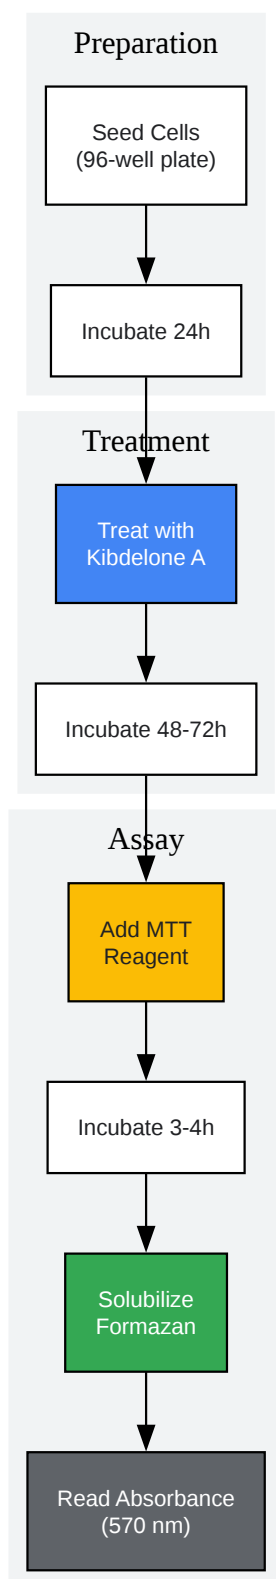 Preparation
Seed Cells
(96-well plate)
Incubate 24h
Treatment
Treat with
Kibdelone A
Incubate 48-72h
Assay
Add MTT
Reagent
Incubate 3-4h
Solubilize
Formazan
Read Absorbance
(570 nm)